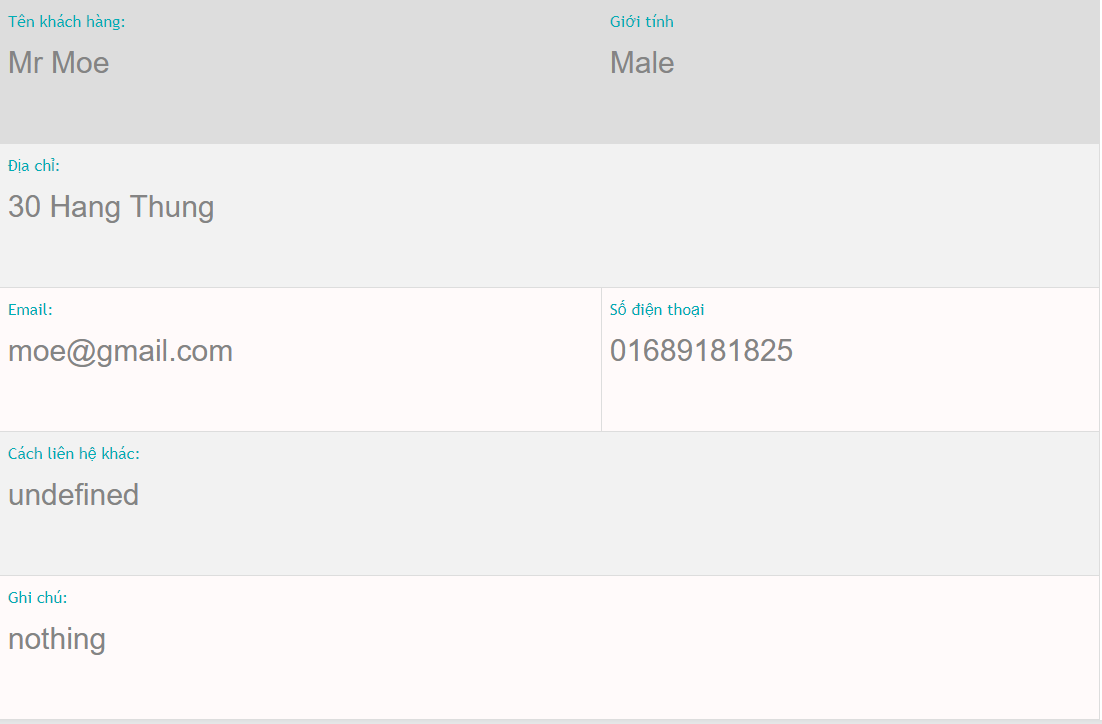 Tên khách hàng:
Giới tính
Mr Moe
Male
Địa chỉ:
30 Hang Thung
Email:
Số điện thoại
moe@gmail.com
01689181825
Cách liên hệ khác:
undefined
Ghi chú:
nothing